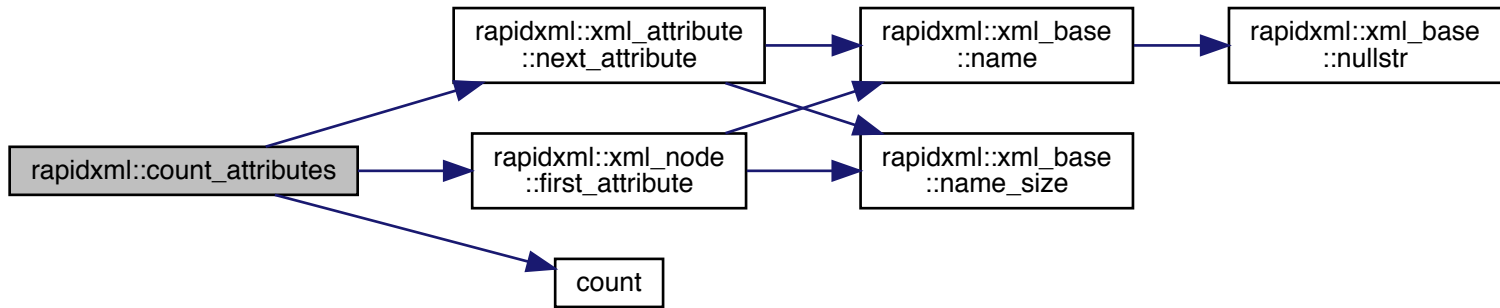 rapidxml::count_attributes
rapidxml::xml_attribute
::next_attribute
rapidxml::xml_node
::first_attribute
count
rapidxml::xml_base
::name
rapidxml::xml_base
::name_size
rapidxml::xml_base
::nullstr